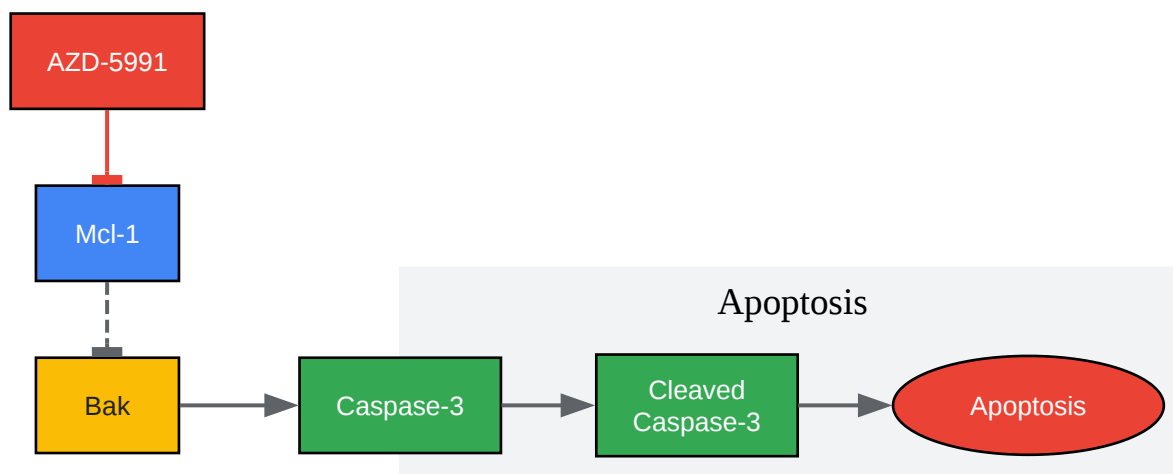 AZD-5991
Mcl-1
Apoptosis
Bak
Caspase-3
Cleaved
Caspase-3
Apoptosis